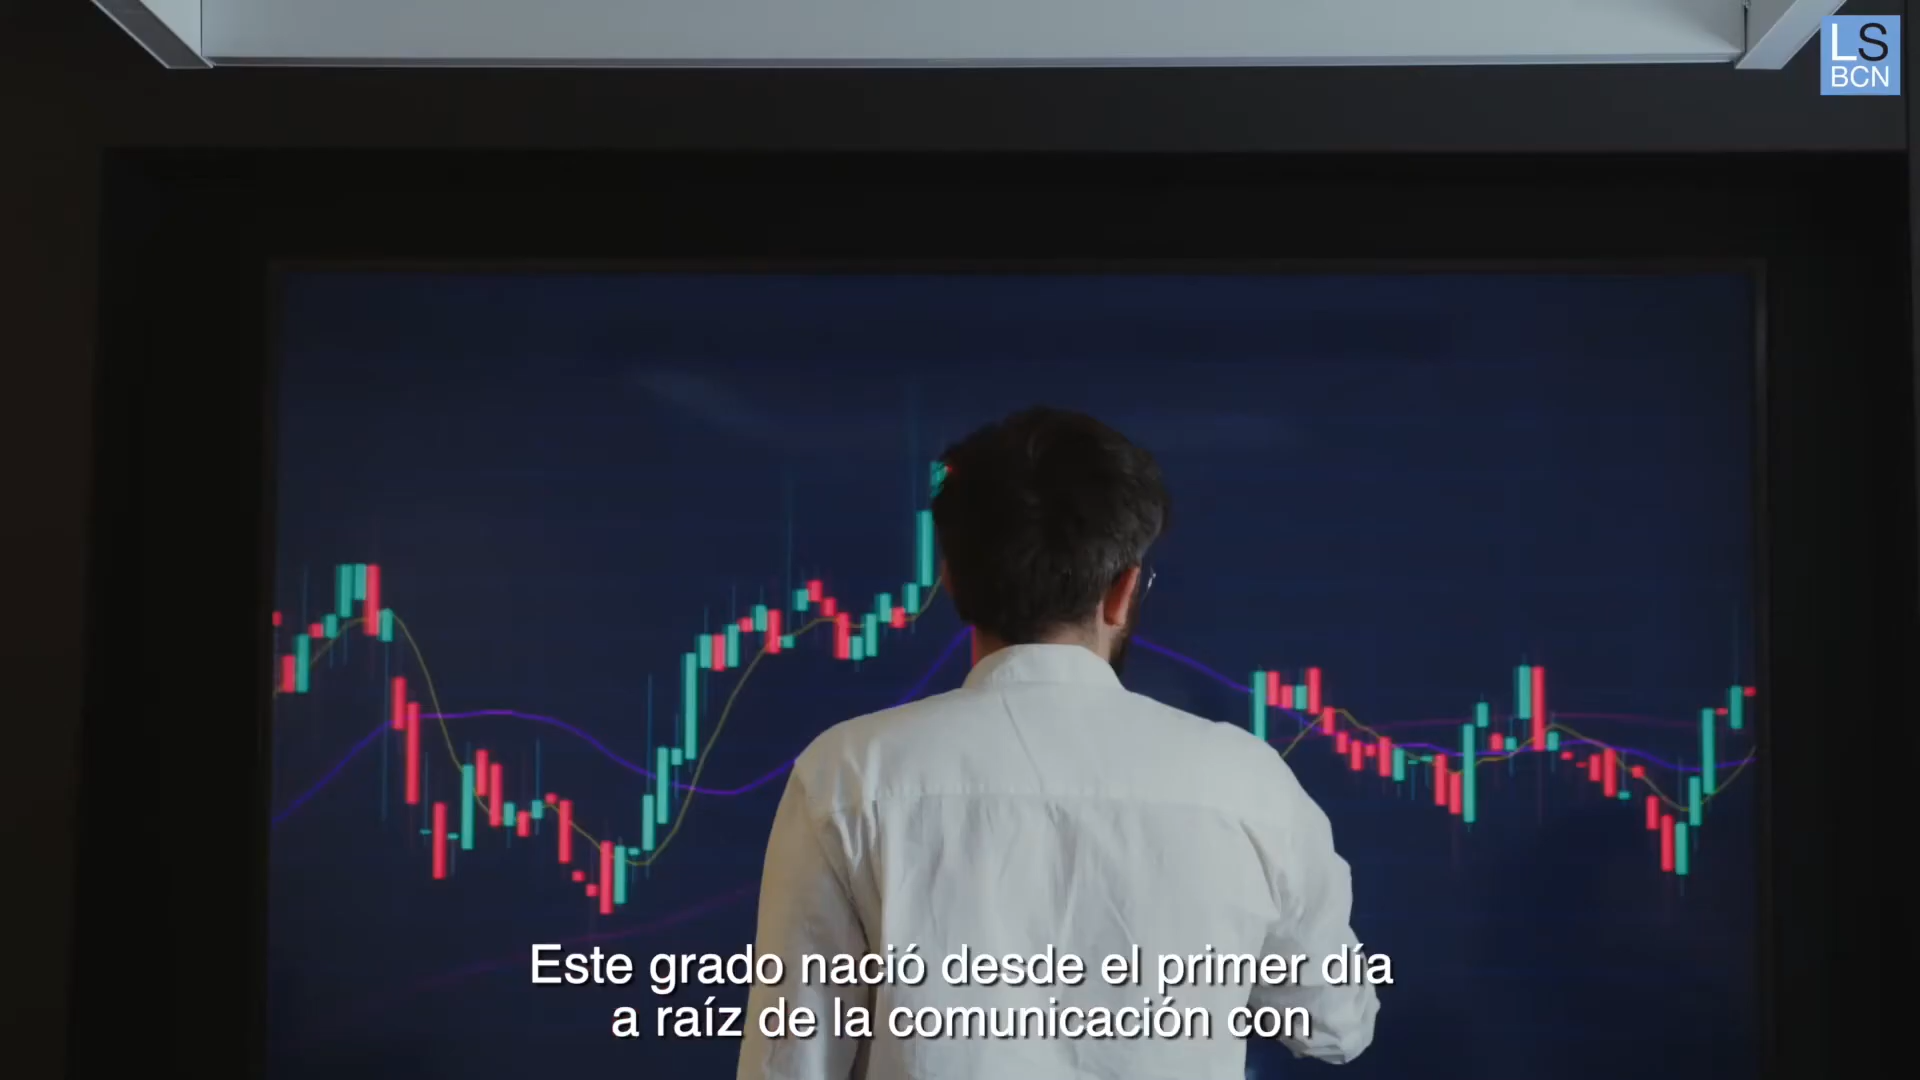 LS
BCN
Este grado nació desde el primer día
a raíz de la comunicación con